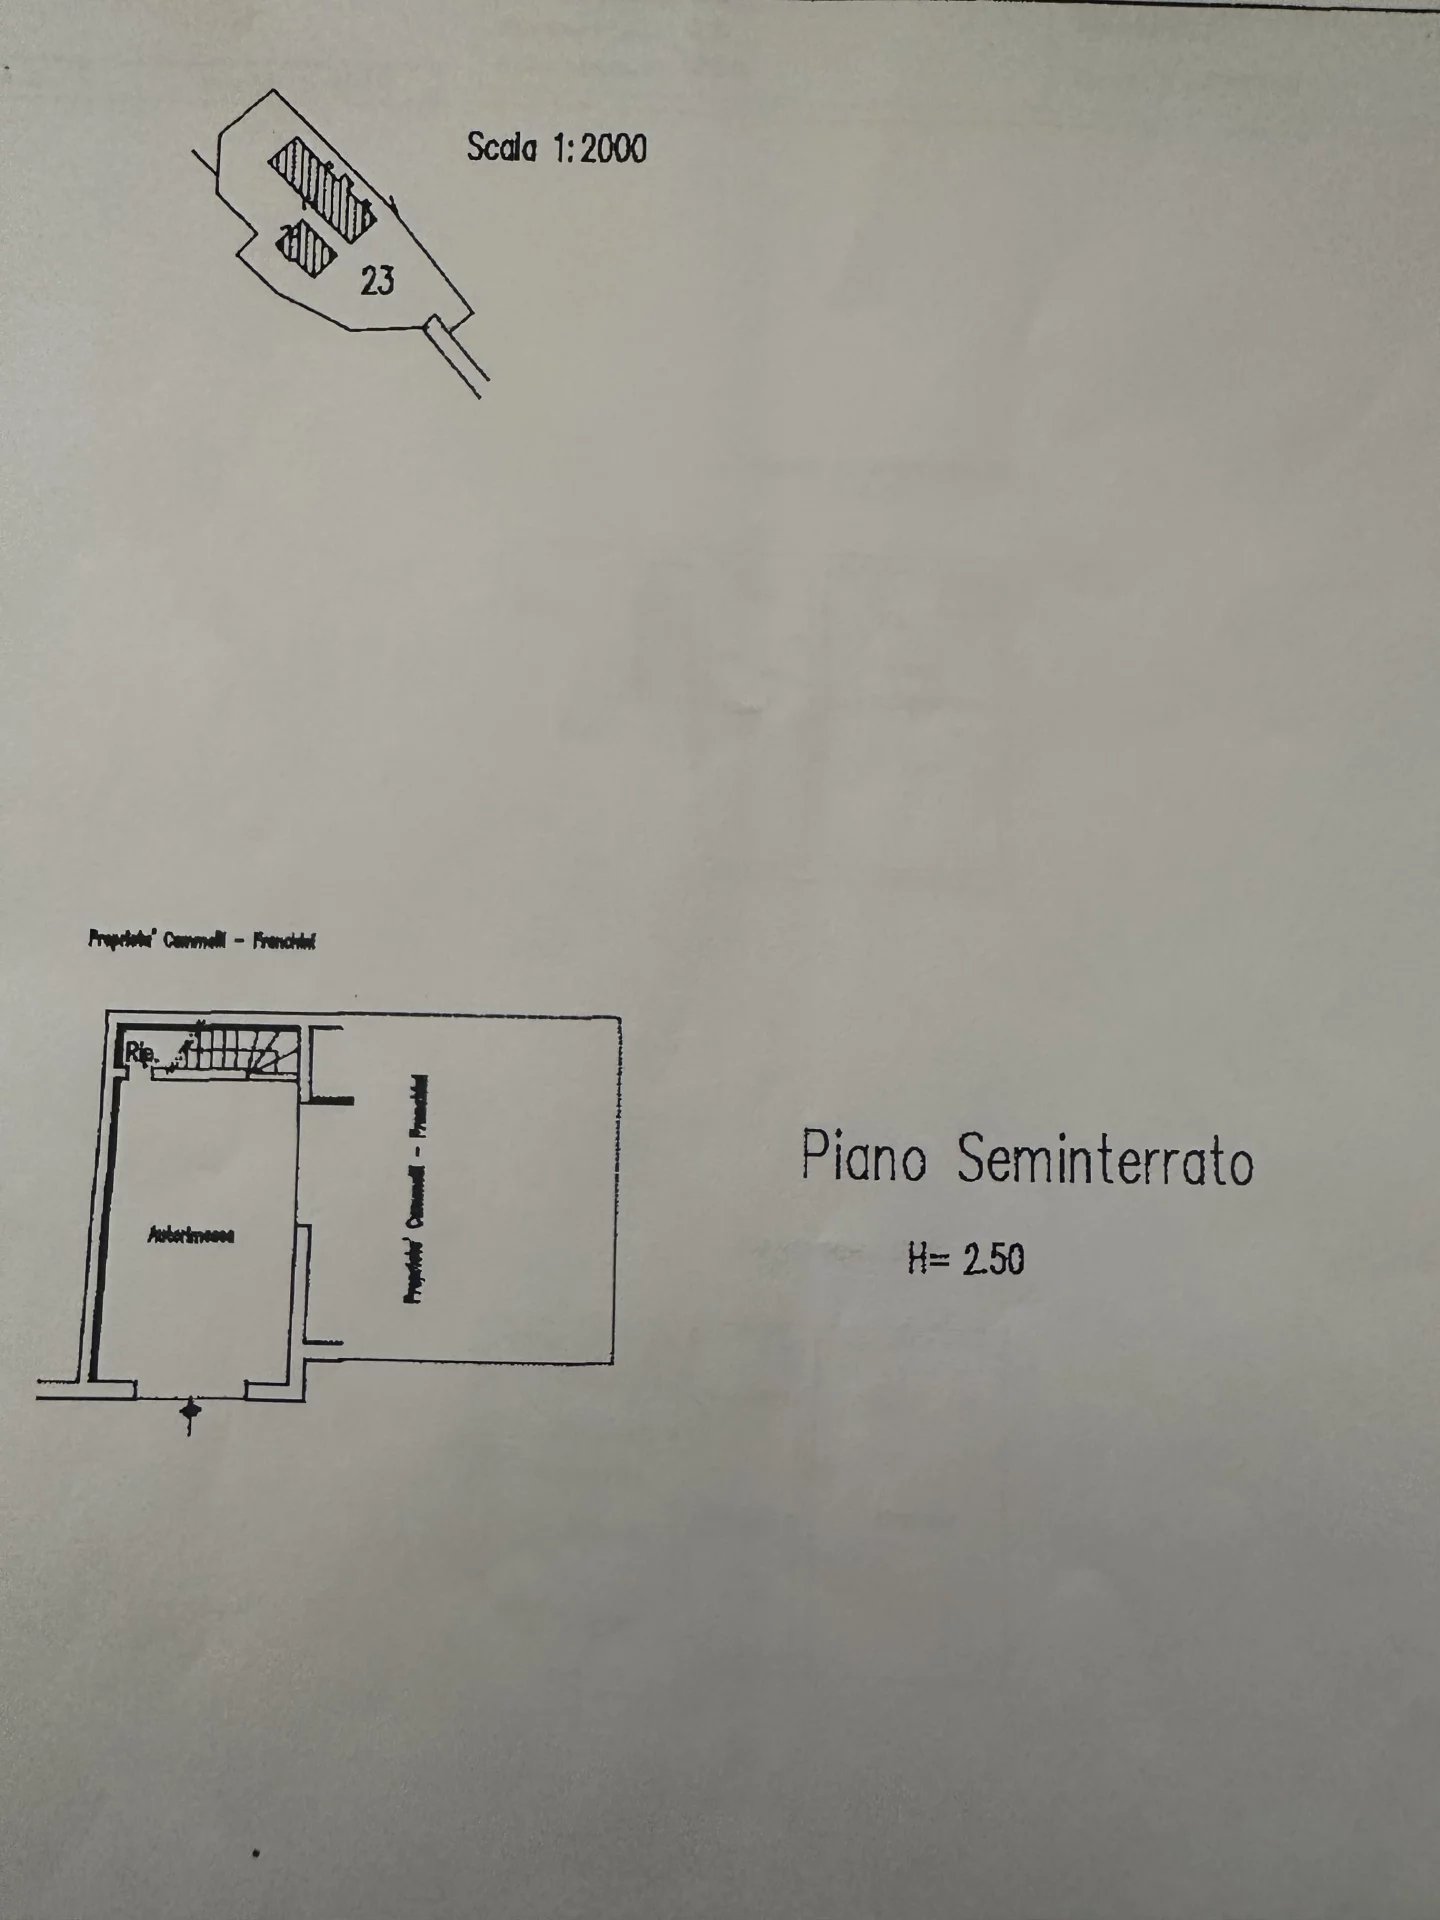 Scala 1:2000
23
Proprieta' Cammelli - Franchini
Rip.
Proprieta' Cammelli - Franchini
Autorimessa
Piano Seminterrato
H= 2.50